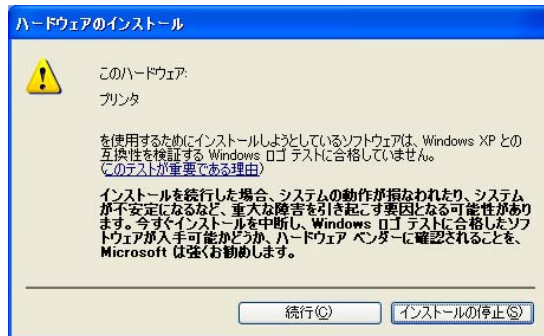 ハードウェアのインストール
このハードウェア:
プリンタ
を使用するためにインストールしようとしているソフトウェアは、Windows XP との
互換性を検証する Windows ロゴ テストに合格していません。
(このテストが重要である理由)
インストールを続行した場合、システムの動作が損なわれたり、システム
が不安定になるなど、重大な障害を引き起こす要因となる可能性があり
ます。今すぐインストールを中断し、Windows ロゴ テストに合格したソフ
トウェアが入手可能かどうか、ハードウェア ベンダーに確認されることを、
Microsoft は強くお勧めします。
続行(C)
インストールの停止(S)